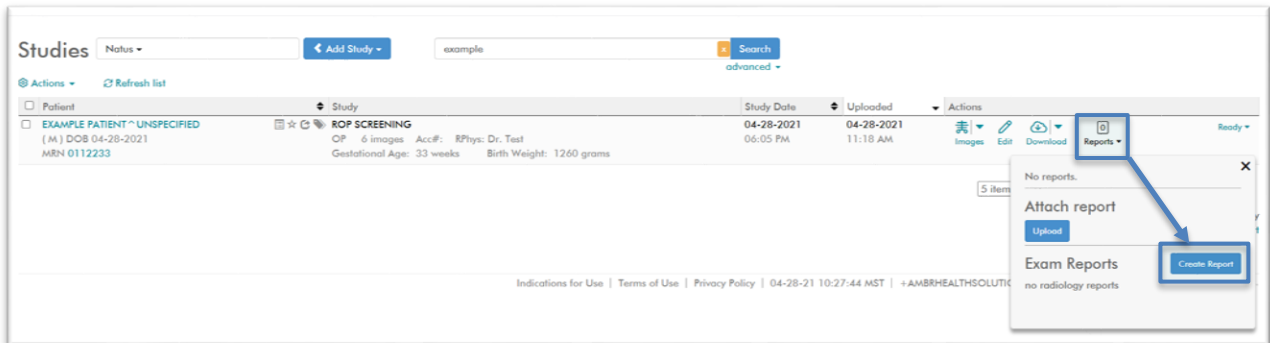 Studies Natus Add Study example x Search
advanced
Actions Refresh list
Patient Study Study Date Uploaded Actions
EXAMPLE PATIENT^UNSPECIFIED ROP SCREENING 04-28-2021 04-28-2021 0 Ready
( M ) DOB 04-28-2021 OP 6 images Acc#: RPhys: Dr. Test 06:05 PM 11:18 AM Images Edit Download Reports
MRN 0112233 Gestational Age: 33 weeks Birth Weight: 1260 grams
No reports.
5 item
Attach report
Upload
Exam Reports Create Report
no radiology reports
Indications for Use | Terms of Use | Privacy Policy | 04-28-21 10:27:44 MST | +AMBRHEALTHSOLUTIO